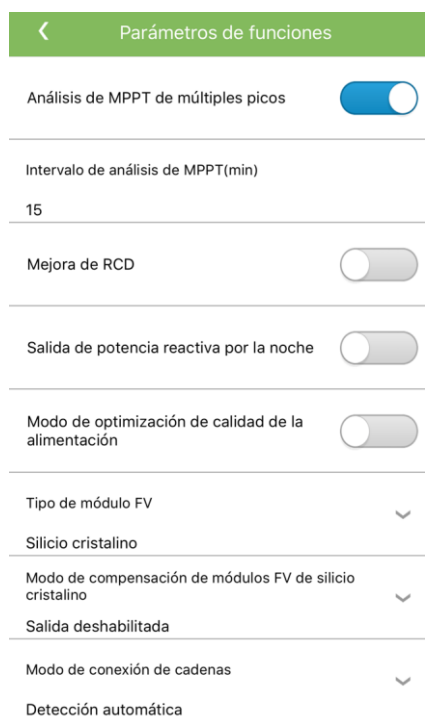 Parámetros de funciones
Análisis de MPPT de múltiples picos
Intervalo de análisis de MPPT(min)
15
Mejora de RCD
Salida de potencia reactiva por la noche
Modo de optimización de calidad de la
alimentación
Tipo de módulo FV
Silicio cristalino
Modo de compensación de módulos FV de silicio
cristalino
Salida deshabilitada
Modo de conexión de cadenas
Detección automática